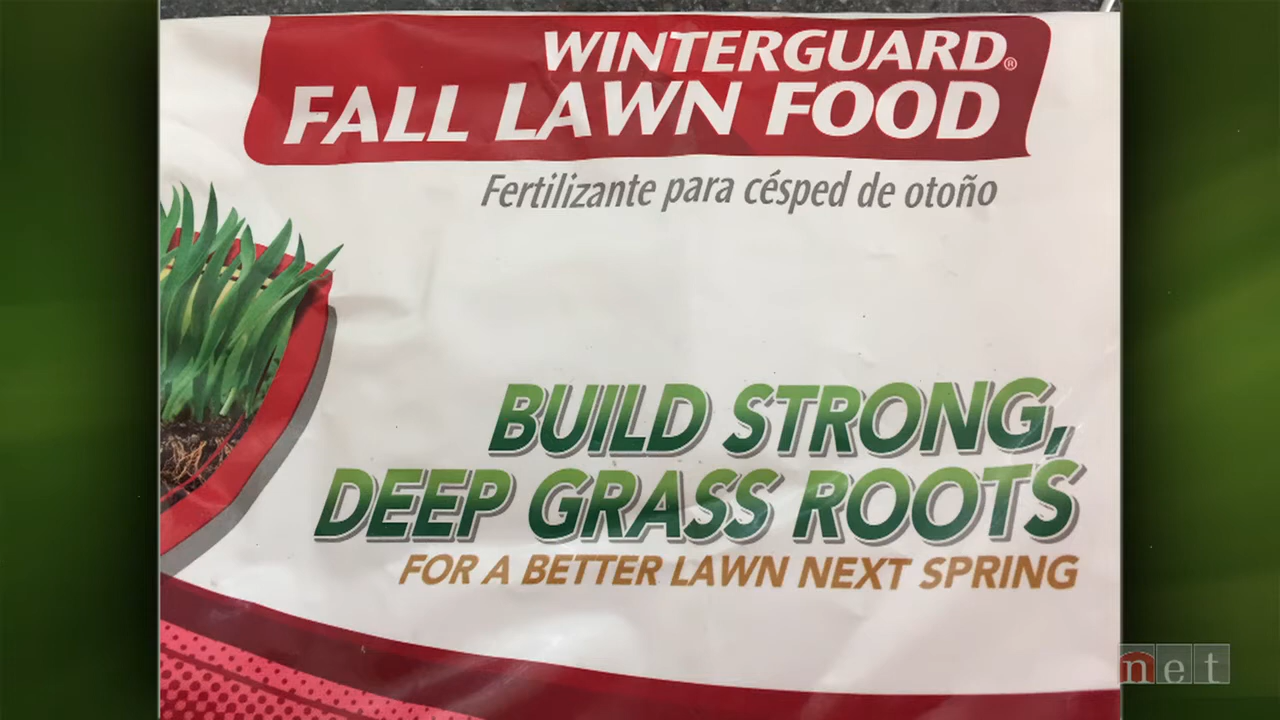 WINTERGUARD®
FALL LAWN FOOD
Fertilizante para césped de otoño
BUILD STRONG,
DEEP GRASS ROOTS
FOR A BETTER LAWN NEXT SPRING
net